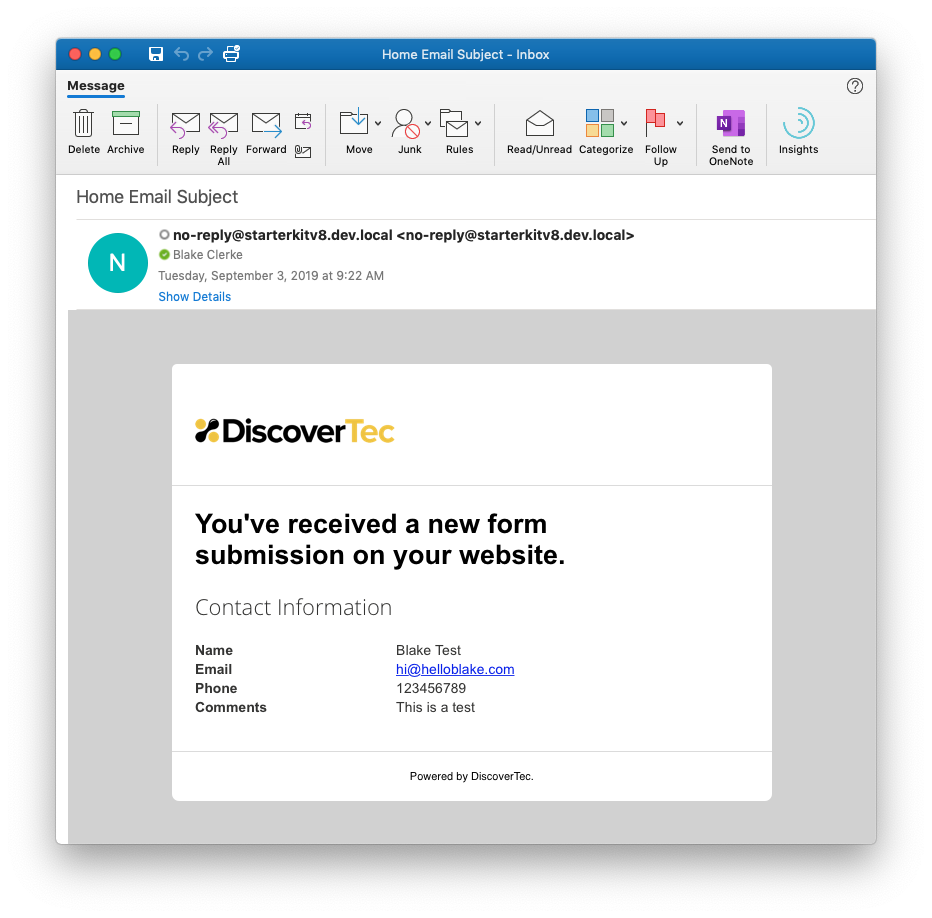 Home Email Subject - Inbox
Message
?
Delete Archive Reply Reply All Forward Move Junk Rules Read/Unread Categorize Follow Up N Send to OneNote Insights
Home Email Subject
N
no-reply@starterkitv8.dev.local <no-reply@starterkitv8.dev.local>
Blake Clerke
Tuesday, September 3, 2019 at 9:22 AM
Show Details
DiscoverTec
You've received a new form
submission on your website.
Contact Information
Name Blake Test
Email hi@helloblake.com
Phone 123456789
Comments This is a test
Powered by DiscoverTec.